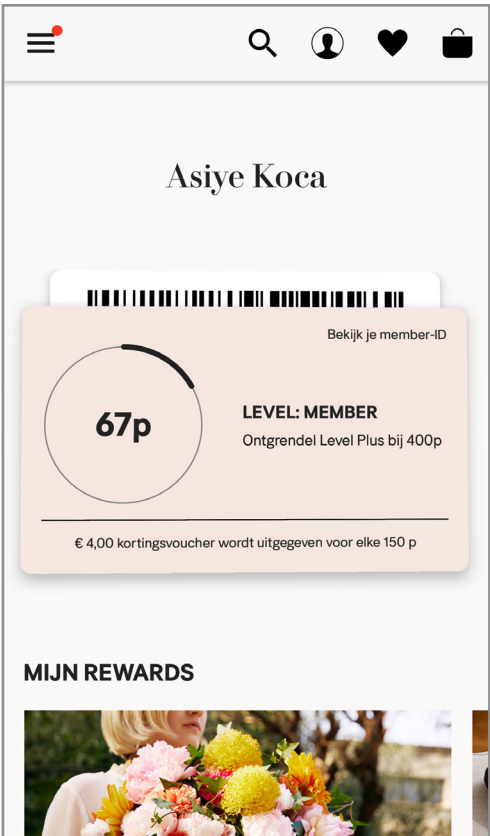 Asiye Koca
Bekijk je member-ID
67p
LEVEL: MEMBER
Ontgrendel Level Plus bij 400p
€ 4,00 kortingsvoucher wordt uitgegeven voor elke 150 p
MIJN REWARDS